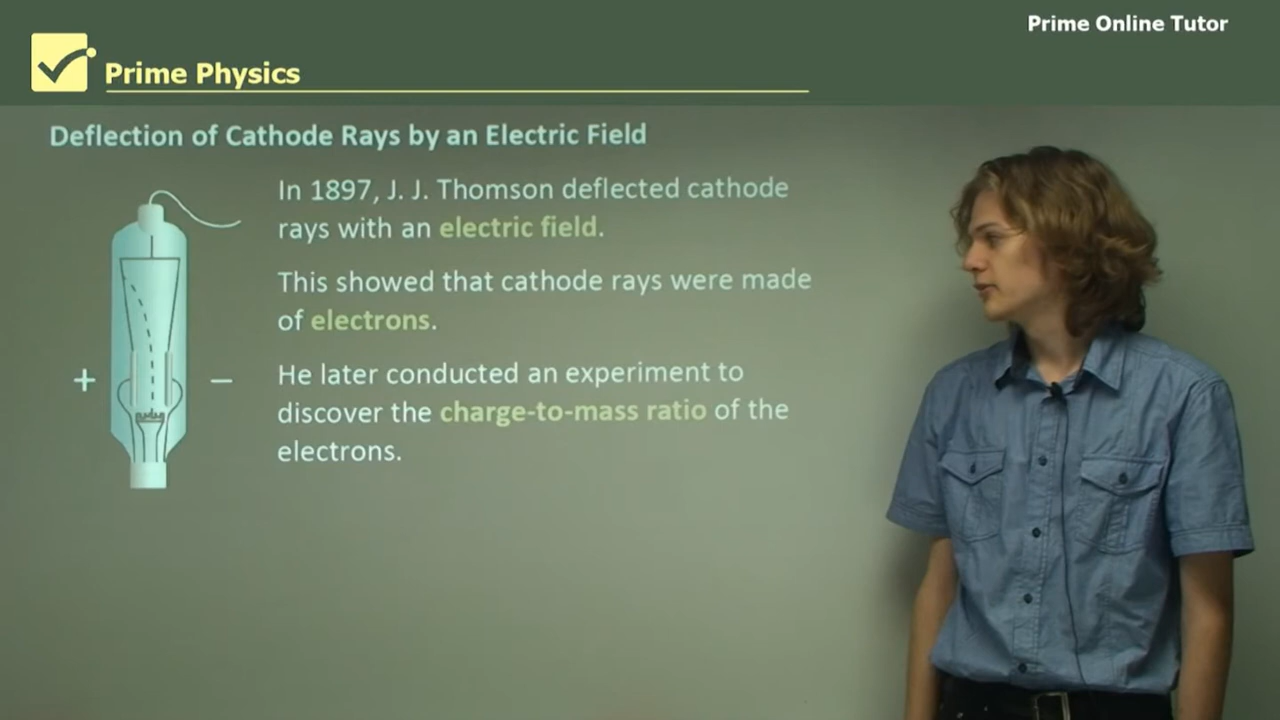 Prime Online Tutor
Prime Physics
Deflection of Cathode Rays by an Electric Field
In 1897, J. J. Thomson deflected cathode
rays with an electric field.
This showed that cathode rays were made
of electrons.
+ −
He later conducted an experiment to
discover the charge-to-mass ratio of the
electrons.